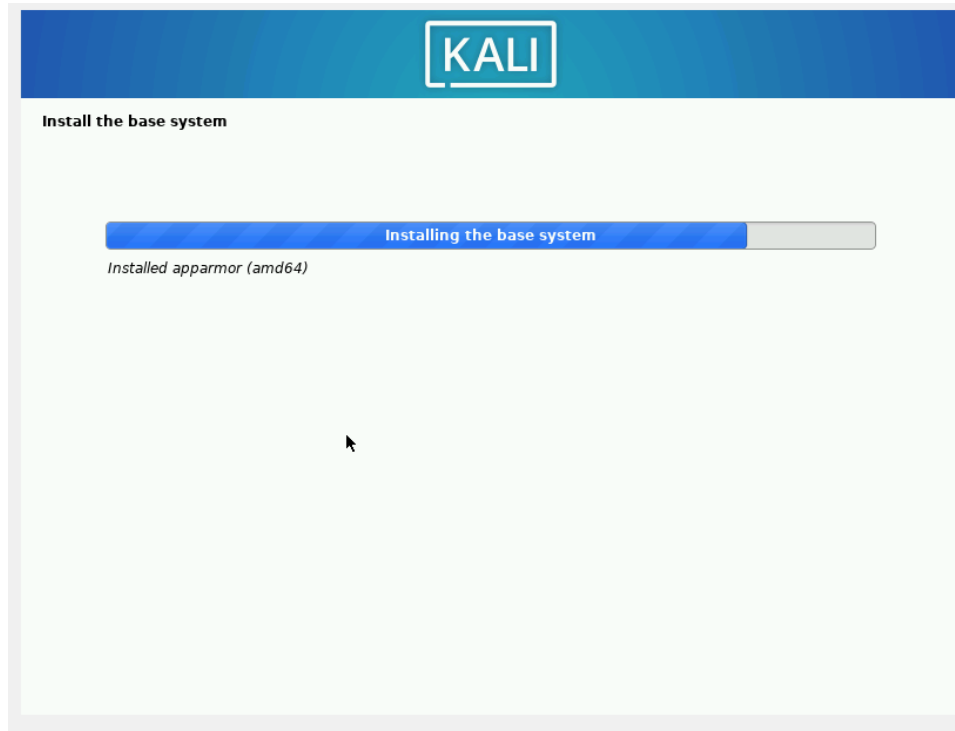 KALI
Install the base system
Installing the base system
Installed apparmor (amd64)